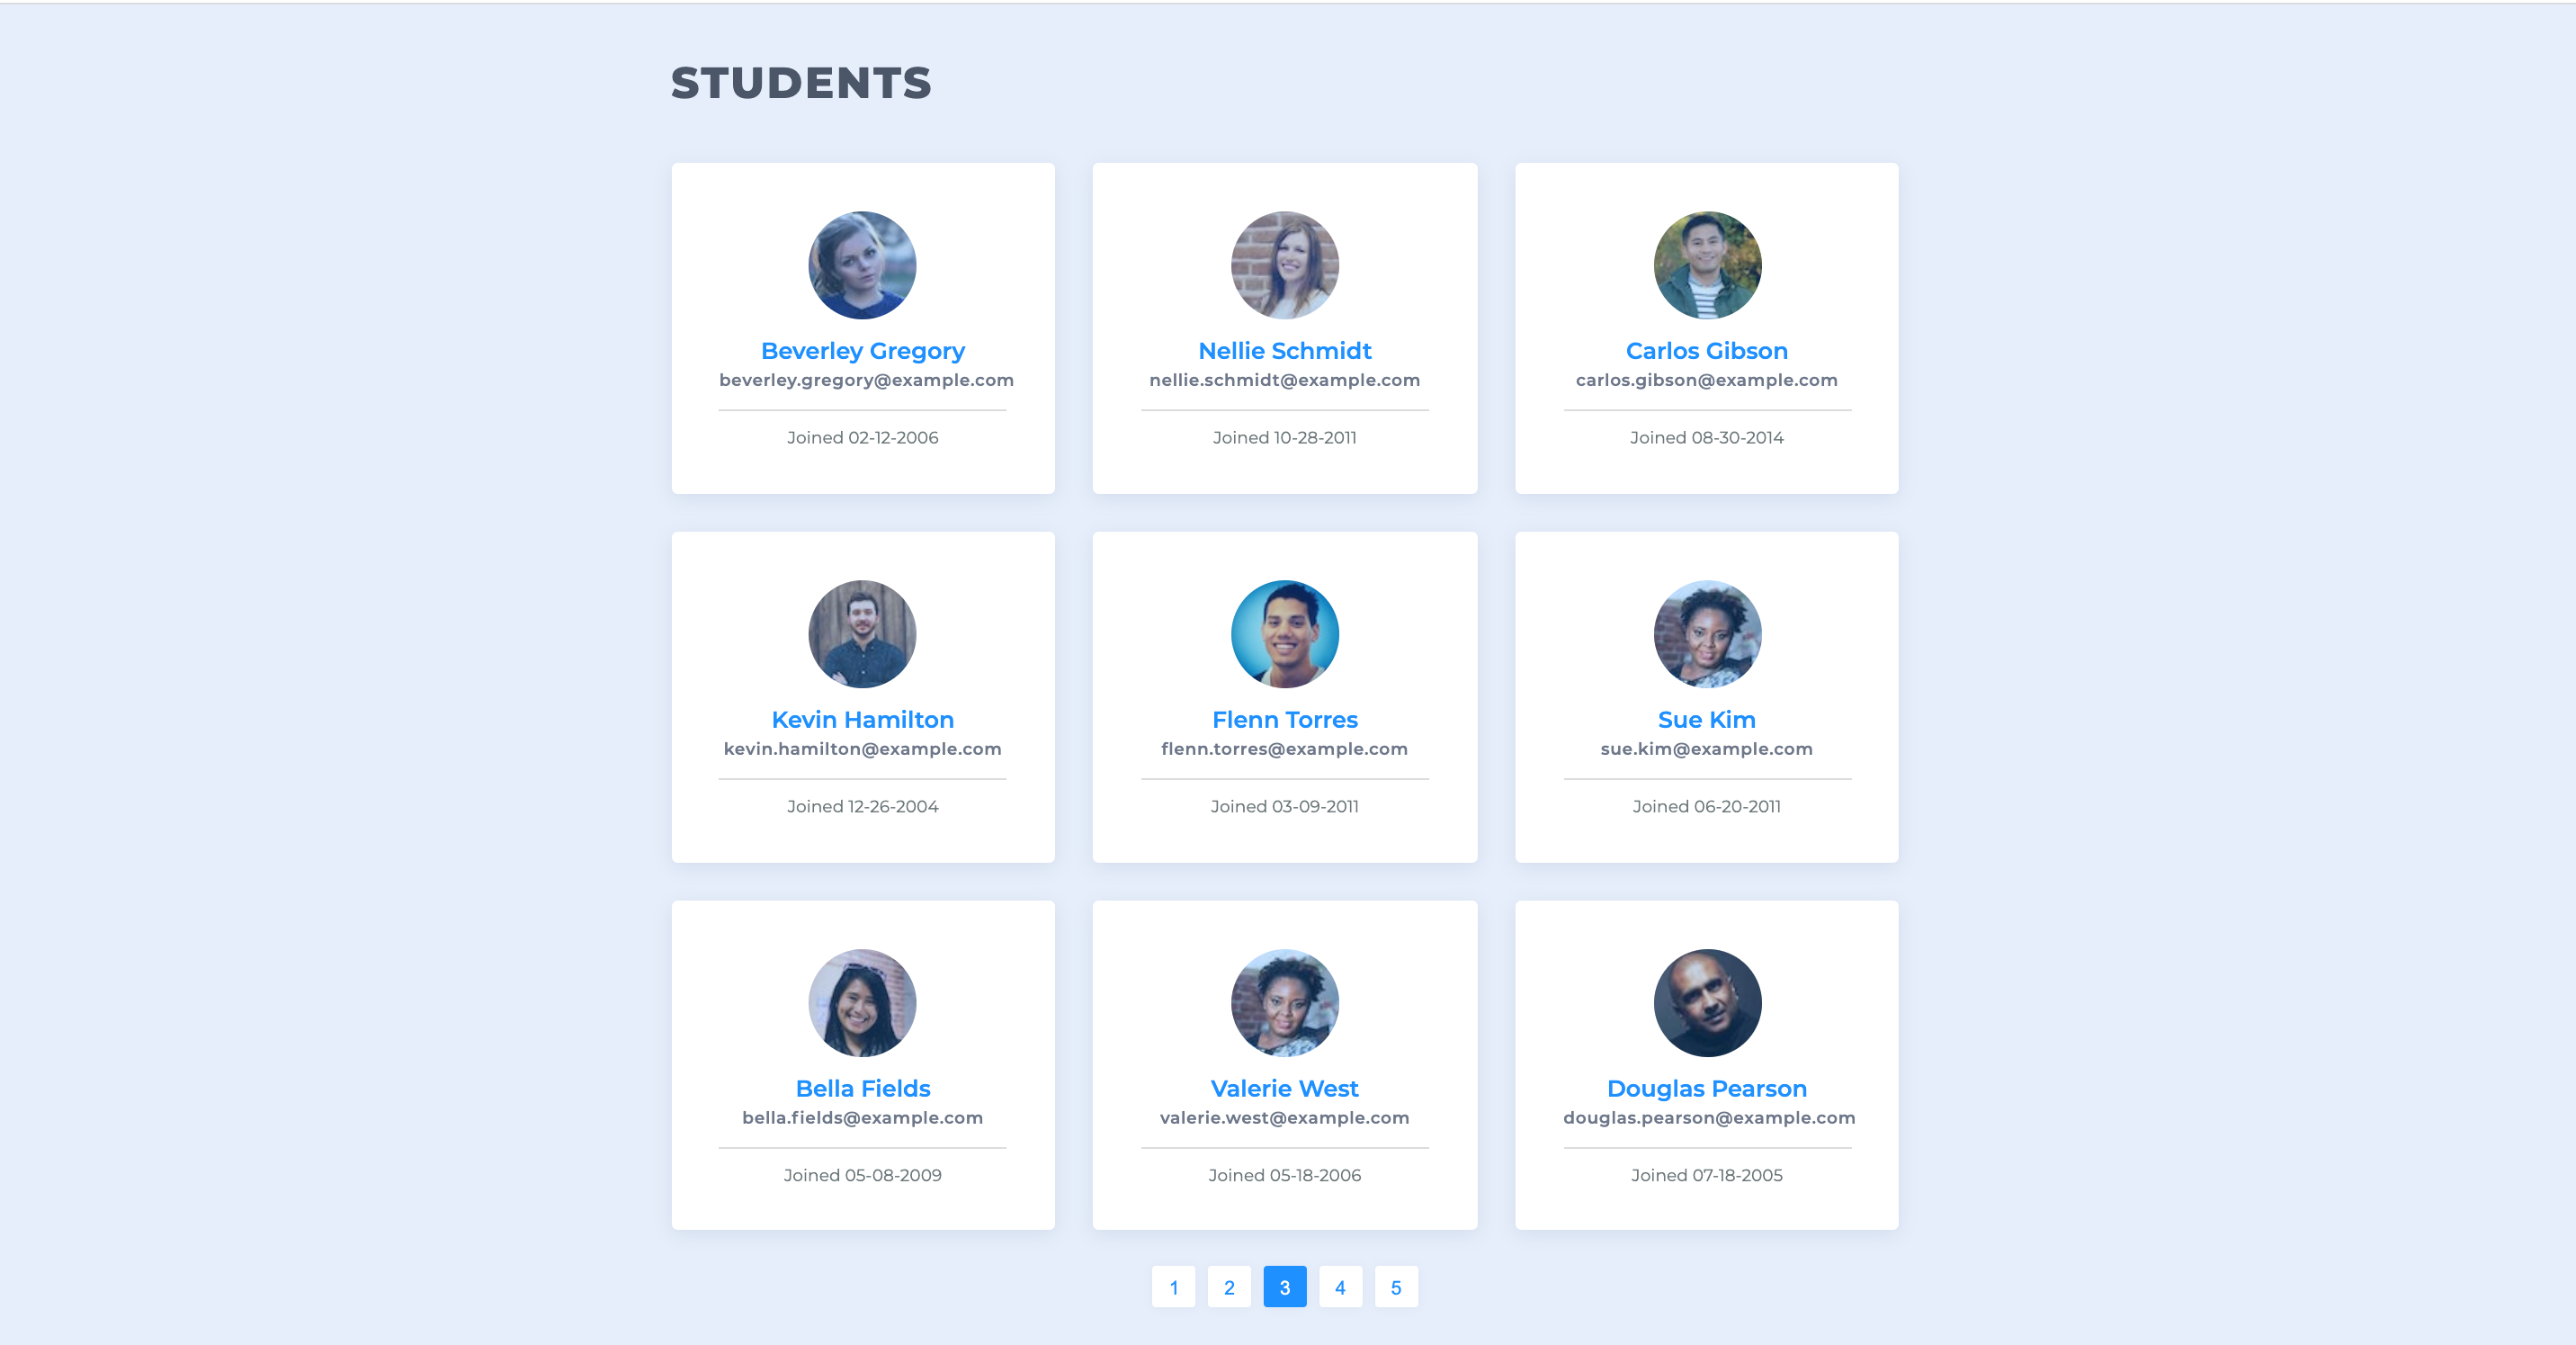 STUDENTS
Beverley Gregory
beverley.gregory@example.com
Joined 02-12-2006
Nellie Schmidt
nellie.schmidt@example.com
Joined 10-28-2011
Carlos Gibson
carlos.gibson@example.com
Joined 08-30-2014
Kevin Hamilton
kevin.hamilton@example.com
Joined 12-26-2004
Flenn Torres
flenn.torres@example.com
Joined 03-09-2011
Sue Kim
sue.kim@example.com
Joined 06-20-2011
Bella Fields
bella.fields@example.com
Joined 05-08-2009
Valerie West
valerie.west@example.com
Joined 05-18-2006
Douglas Pearson
douglas.pearson@example.com
Joined 07-18-2005
1 2 3 4 5